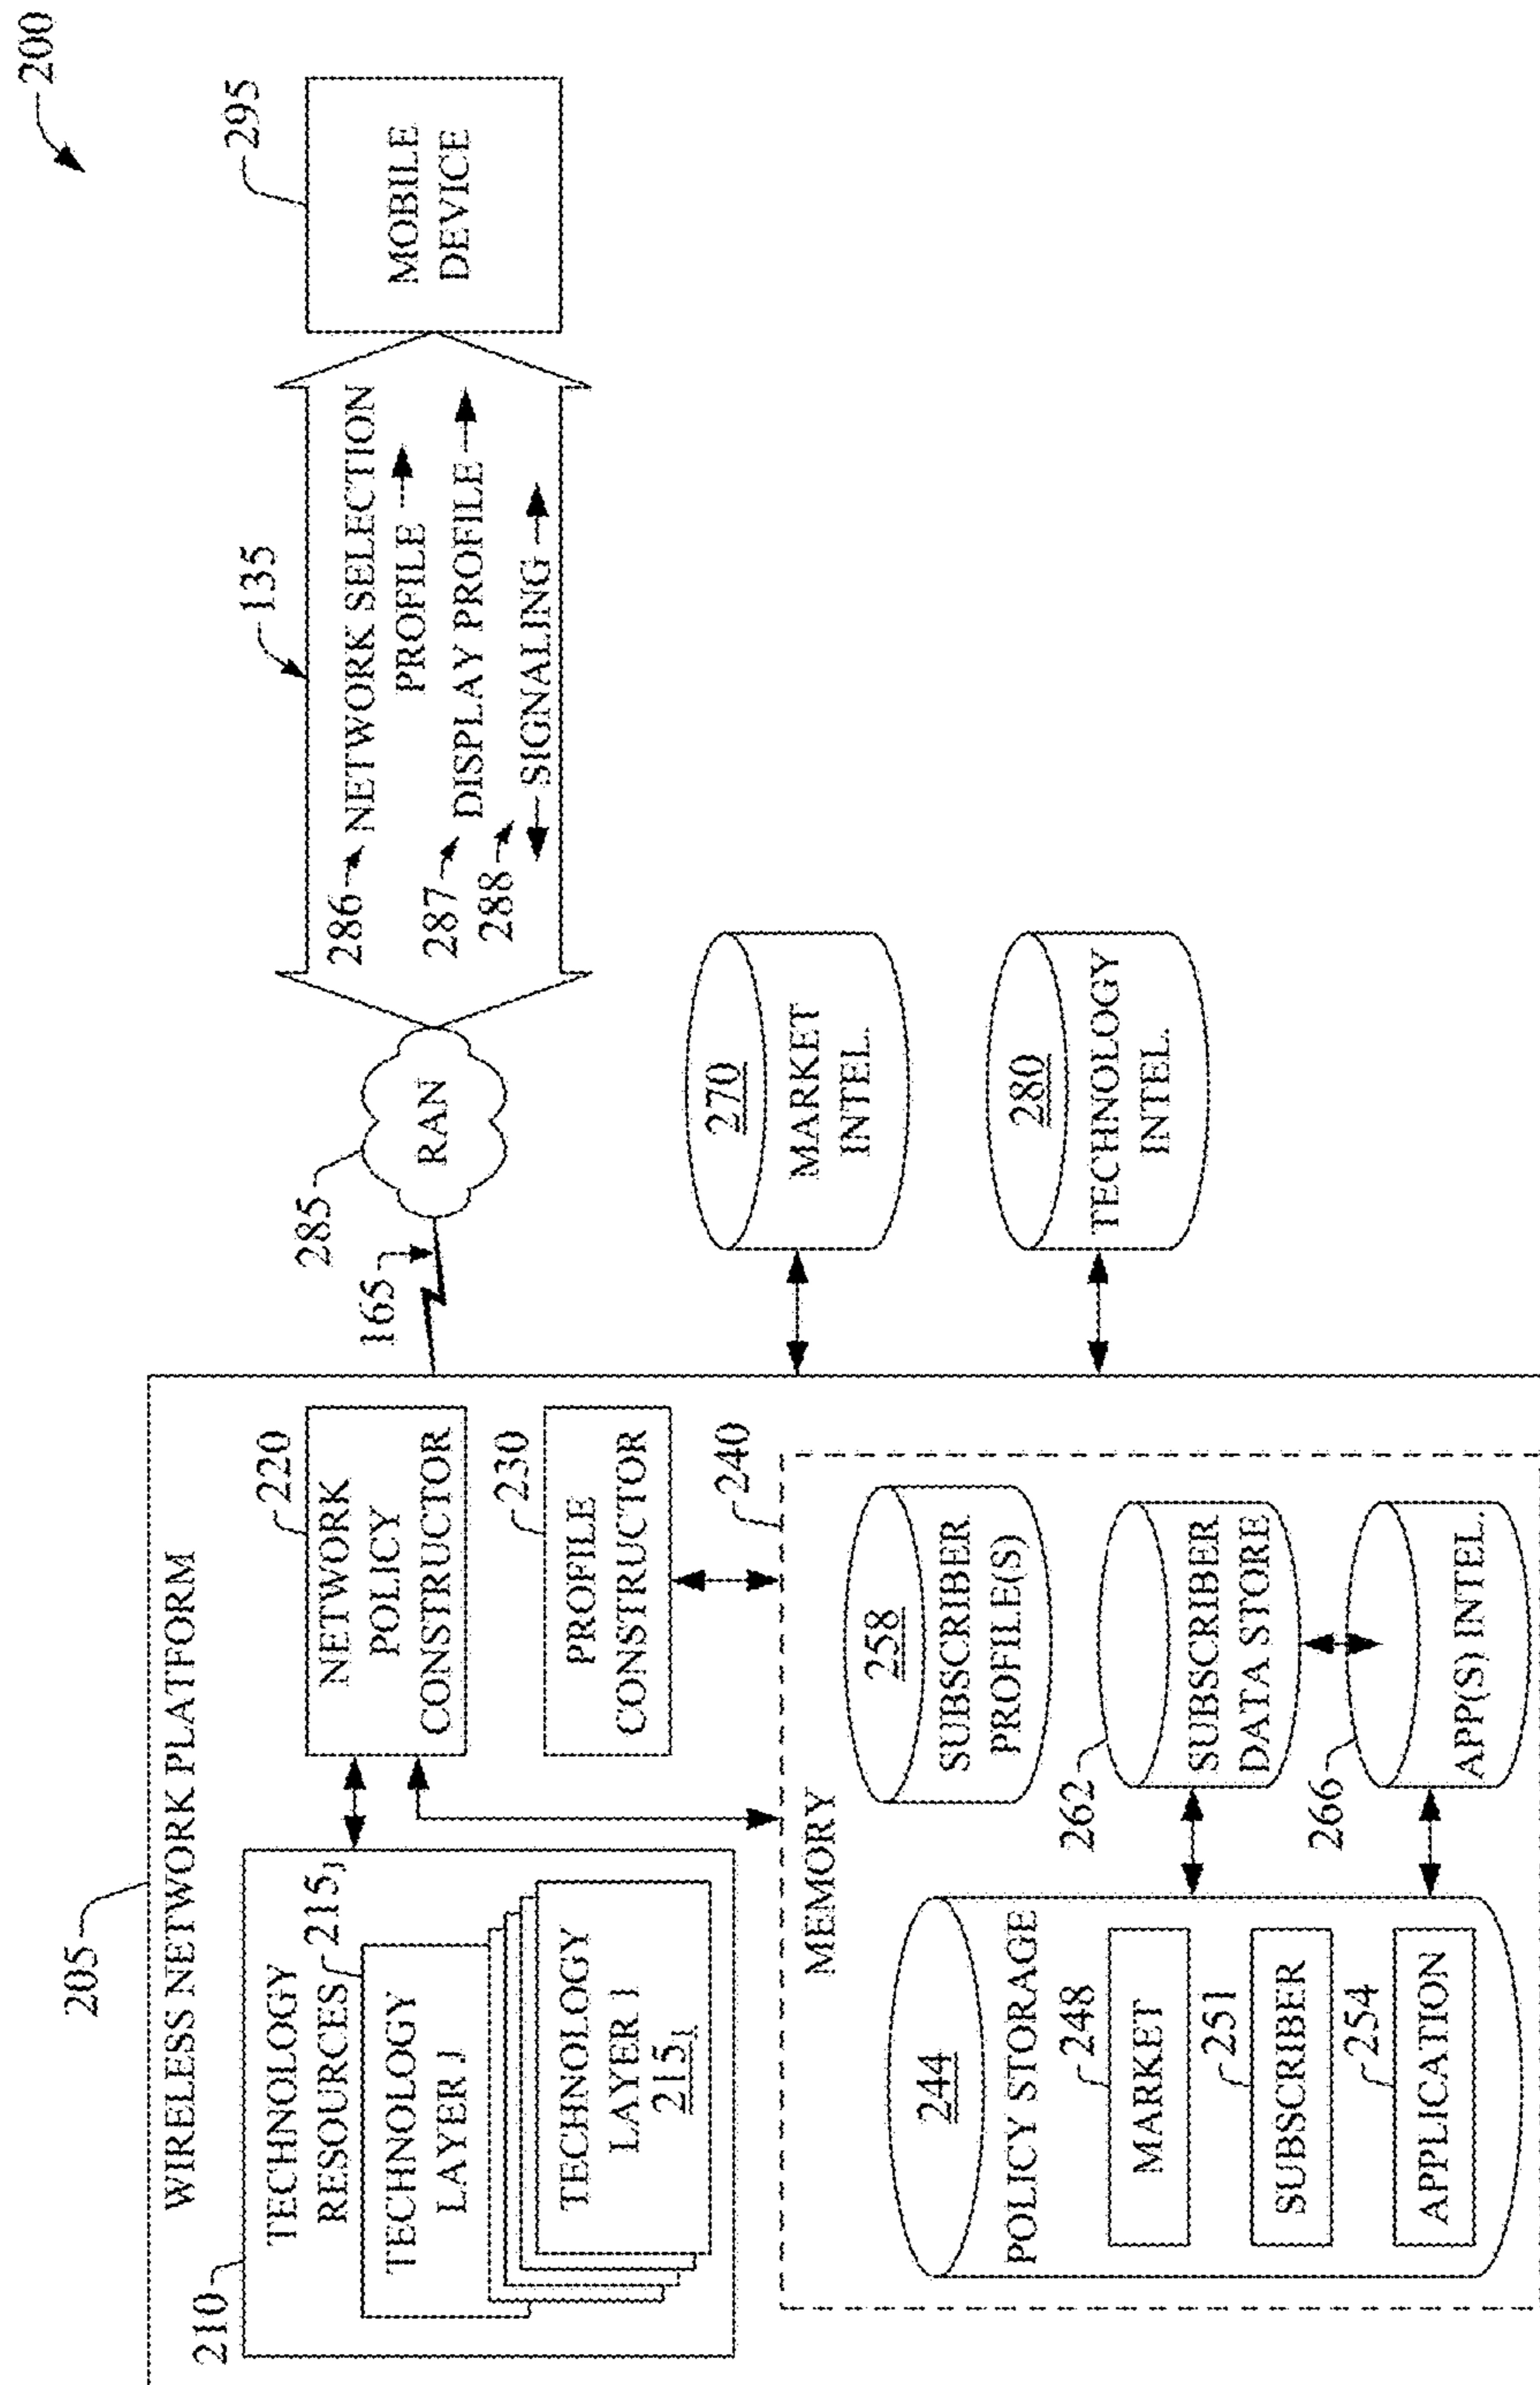 200
205
WIRELESS NETWORK PLATFORM
210
TECHNOLOGY
RESOURCES
215J
TECHNOLOGY
LAYER J
TECHNOLOGY
LAYER 1
2151
220
NETWORK
POLICY
CONSTRUCTOR
230
PROFILE
CONSTRUCTOR
240
MEMORY
244
POLICY STORAGE
248
MARKET
251
SUBSCRIBER
254
APPLICATION
258
SUBSCRIBER
PROFILE(S)
262
SUBSCRIBER
DATA STORE
266
APP(S) INTEL.
165
285
RAN
135
286
NETWORK SELECTION
PROFILE
287
DISPLAY PROFILE
288
SIGNALING
295
MOBILE
DEVICE
270
MARKET
INTEL.
280
TECHNOLOGY
INTEL.